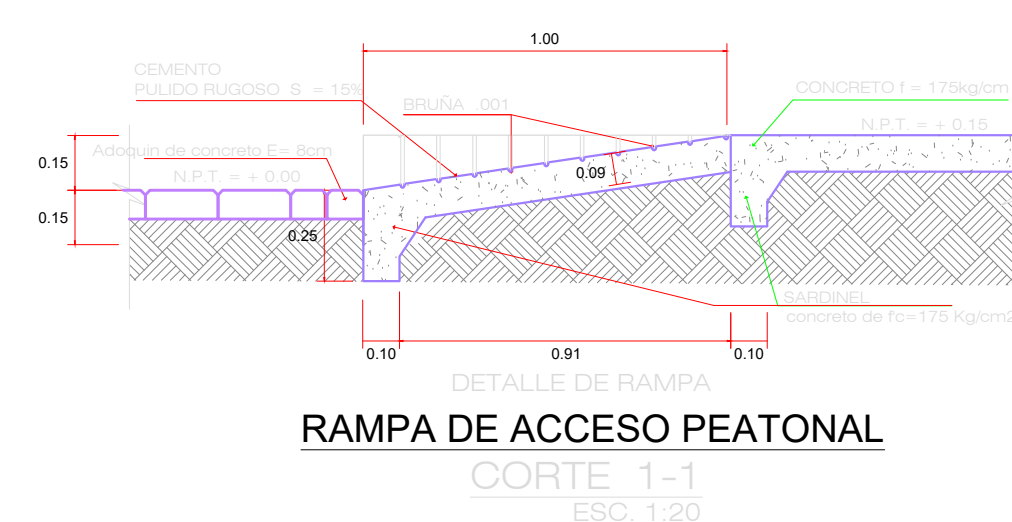 1.00
CEMENTO
PULIDO RUGOSO S = 15%
BRUÑA .001
CONCRETO f = 175kg/cm
N.P.T. = + 0.15
0.15
Adoquin de concreto E= 8cm
N.P.T. = + 0.00
0.09
0.15
0.25
SARDINEL
concreto de f'c=175 Kg/cm2
0.10
0.91
0.10
DETALLE DE RAMPA
RAMPA DE ACCESO PEATONAL
CORTE 1-1
ESC. 1:20